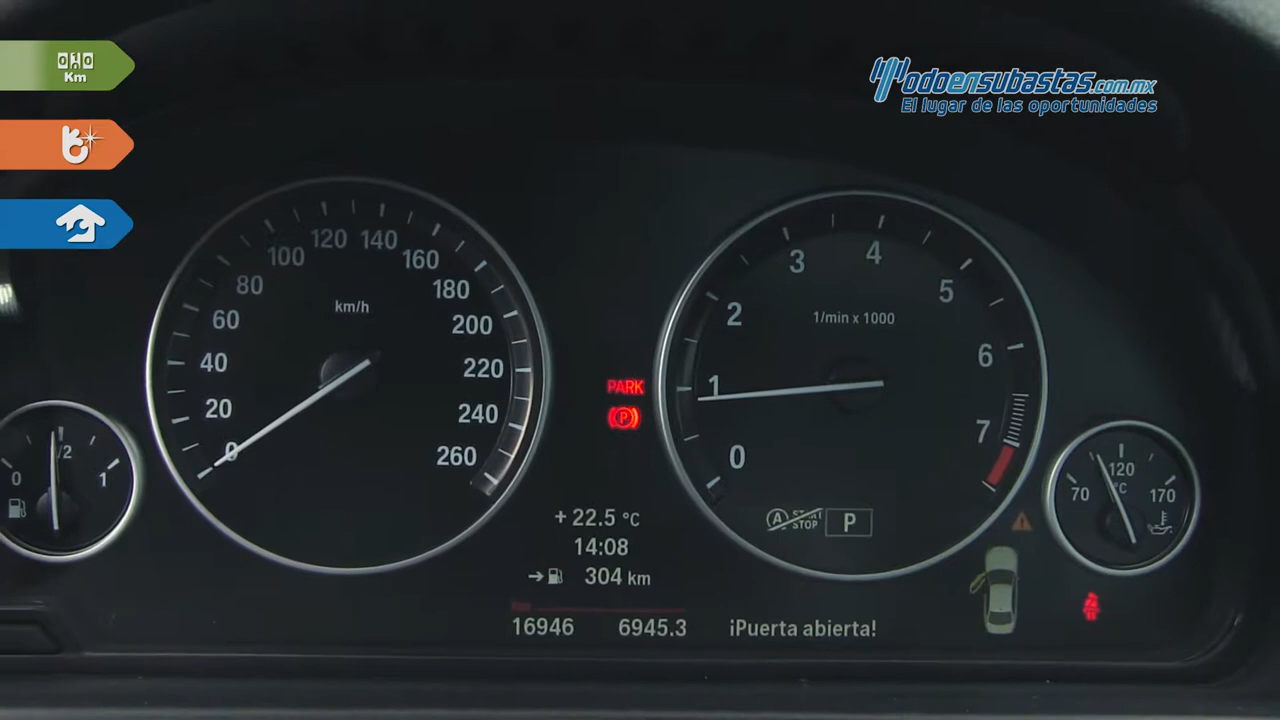 010
Km
Todoensubastas.com.mx
El lugar de las oportunidades
0 20 40 60 80 100 120 140 160 180 200 220 240 260
km/h
0 1 2 3 4 5 6 7
1/min x 1000
PARK
P
0 1/2 1
70 120 170
°C
A START STOP
P
+ 22.5 °C
14:08
304 km
16946 6945.3 ¡Puerta abierta!